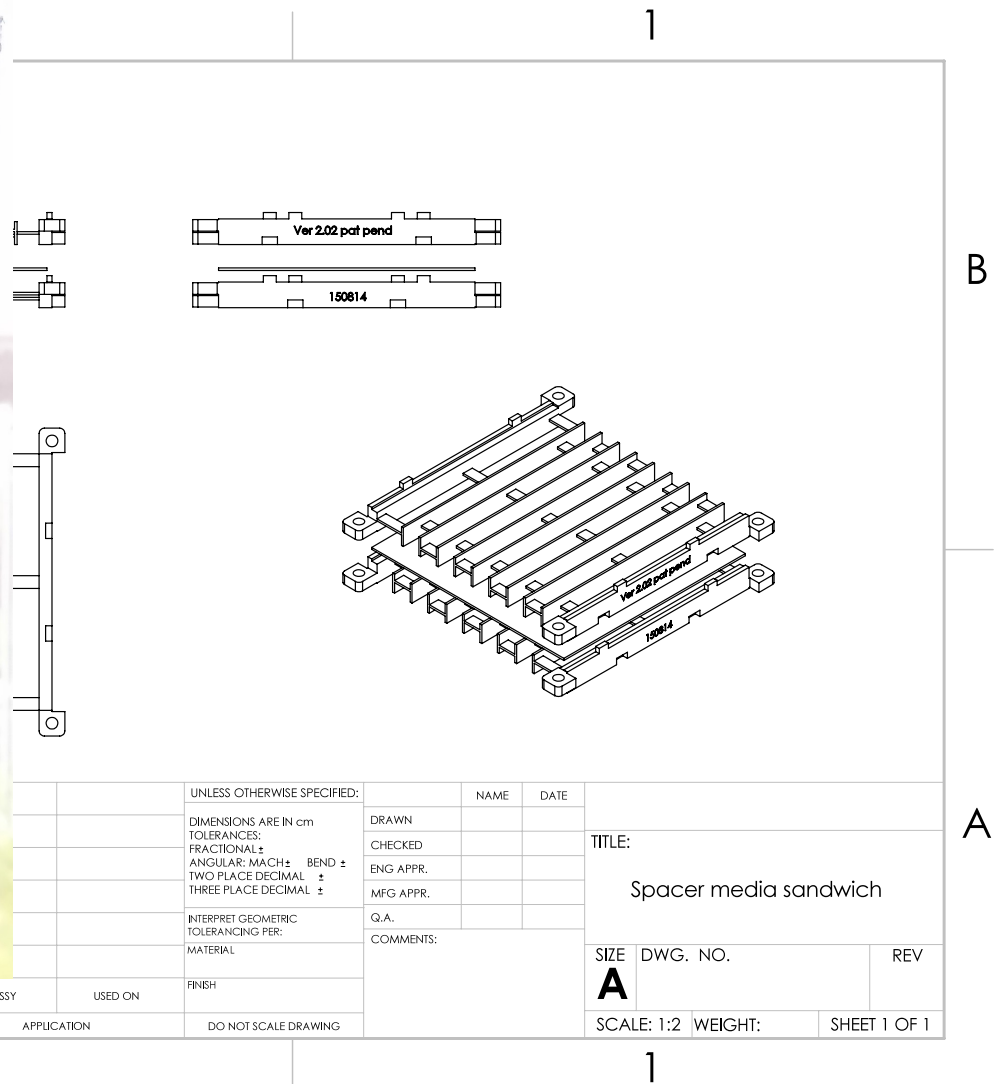 1
B
Ver 2.02 pat pend
150814
Ver 2.02 pat pend
150814
A
UNLESS OTHERWISE SPECIFIED:
DIMENSIONS ARE IN cm
TOLERANCES:
FRACTIONAL ±
ANGULAR: MACH ± BEND ±
TWO PLACE DECIMAL ±
THREE PLACE DECIMAL ±
INTERPRET GEOMETRIC
TOLERANCING PER:
MATERIAL
FINISH
DO NOT SCALE DRAWING
SSY
USED ON
APPLICATION
NAME DATE
DRAWN
CHECKED
ENG APPR.
MFG APPR.
Q.A.
COMMENTS:
TITLE:
Spacer media sandwich
SIZE DWG. NO. REV
A
SCALE: 1:2 WEIGHT: SHEET 1 OF 1
1